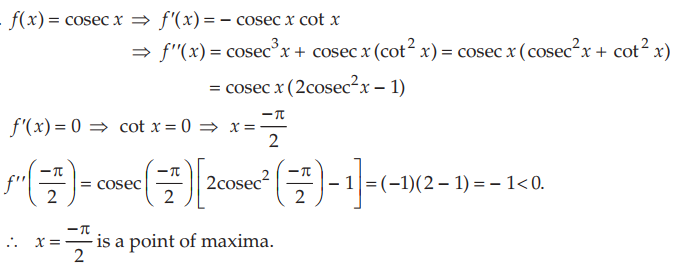 . f(x) = cosec x ⇒ f'(x) = – cosec x cot x
⇒ f''(x) = cosec³x + cosec x (cot² x) = cosec x (cosec²x + cot² x)
= cosec x (2cosec²x – 1)
f'(x) = 0 ⇒ cot x = 0 ⇒ x = –π/2
f''(–π/2) = cosec(–π/2)[2cosec²(–π/2) – 1] = (–1)(2 – 1) = – 1 < 0.
∴ x = –π/2 is a point of maxima.